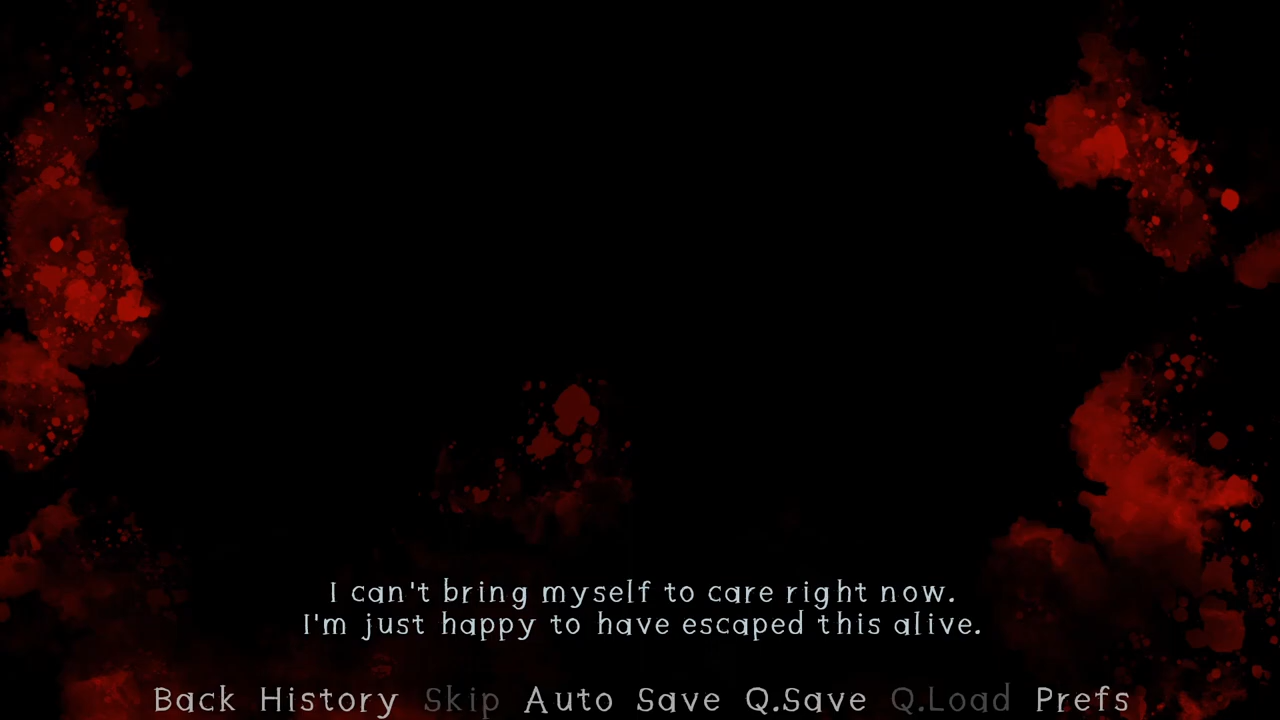 I can't bring myself to care right now.
I'm just happy to have escaped this alive.
Back History Skip Auto Save Q.Save Q.Load Prefs